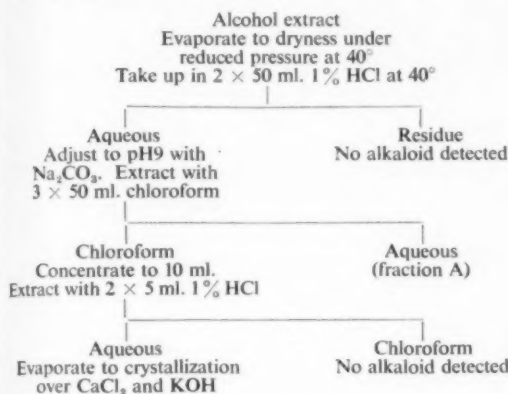 Alcohol extract
Evaporate to dryness under
reduced pressure at 40°
Take up in 2 × 50 ml. 1% HCl at 40°
Aqueous
Adjust to pH9 with
Na₂CO₃. Extract with
3 × 50 ml. chloroform
Residue
No alkaloid detected
Chloroform
Concentrate to 10 ml.
Extract with 2 × 5 ml. 1% HCl
Aqueous
(fraction A)
Aqueous
Evaporate to crystallization
over CaCl₂ and KOH
Chloroform
No alkaloid detected